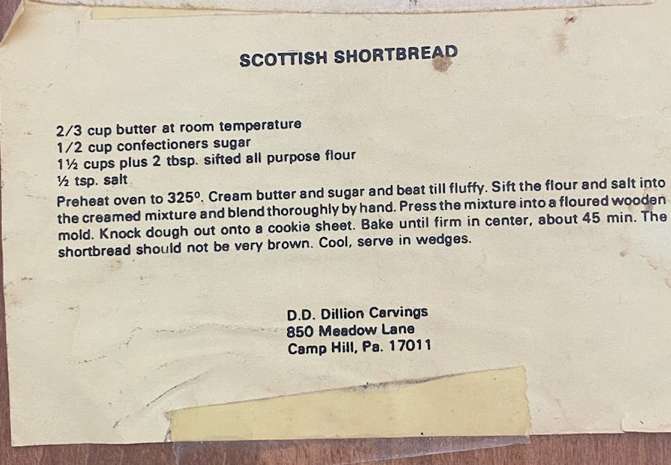 SCOTTISH SHORTBREAD
2/3 cup butter at room temperature
1/2 cup confectioners sugar
1½ cups plus 2 tbsp. sifted all purpose flour
½ tsp. salt
Preheat oven to 325º. Cream butter and sugar and beat till fluffy. Sift the flour and salt into
the creamed mixture and blend thoroughly by hand. Press the mixture into a floured wooden
mold. Knock dough out onto a cookie sheet. Bake until firm in center, about 45 min. The
shortbread should not be very brown. Cool, serve in wedges.
D.D. Dillion Carvings
850 Meadow Lane
Camp Hill, Pa. 17011